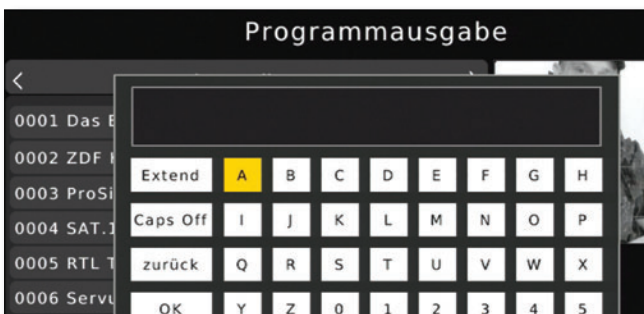 Programmausgabe
<
0001 Das
0002 ZDF
0003 ProSi
0004 SAT.1
0005 RTL
0006 Servu
Extend A B C D E F G H
Caps Off I J K L M N O P
zurück Q R S T U V W X
OK Y Z 0 1 2 3 4 5